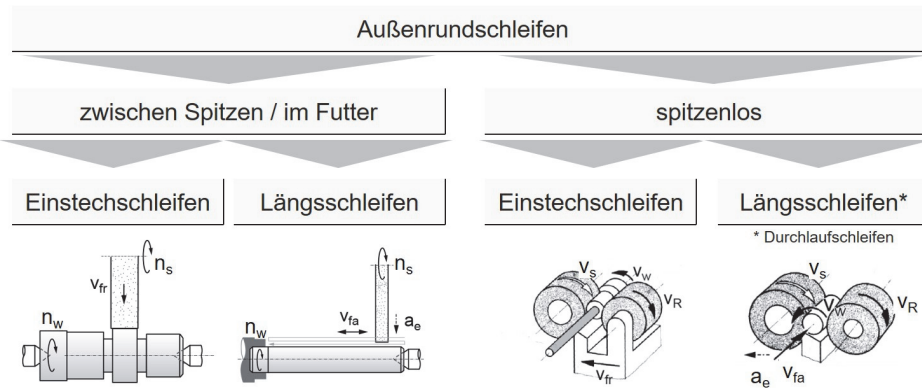 Außenrundschleifen
zwischen Spitzen / im Futter
spitzenlos
Einstechschleifen
Längsschleifen
Einstechschleifen
Längsschleifen*
* Durchlaufschleifen
n_s
v_fr
n_w
n_s
v_fa
a_e
n_w
v_s
v_w
v_R
v_fr
v_s
v_w
v_R
a_e
v_fa